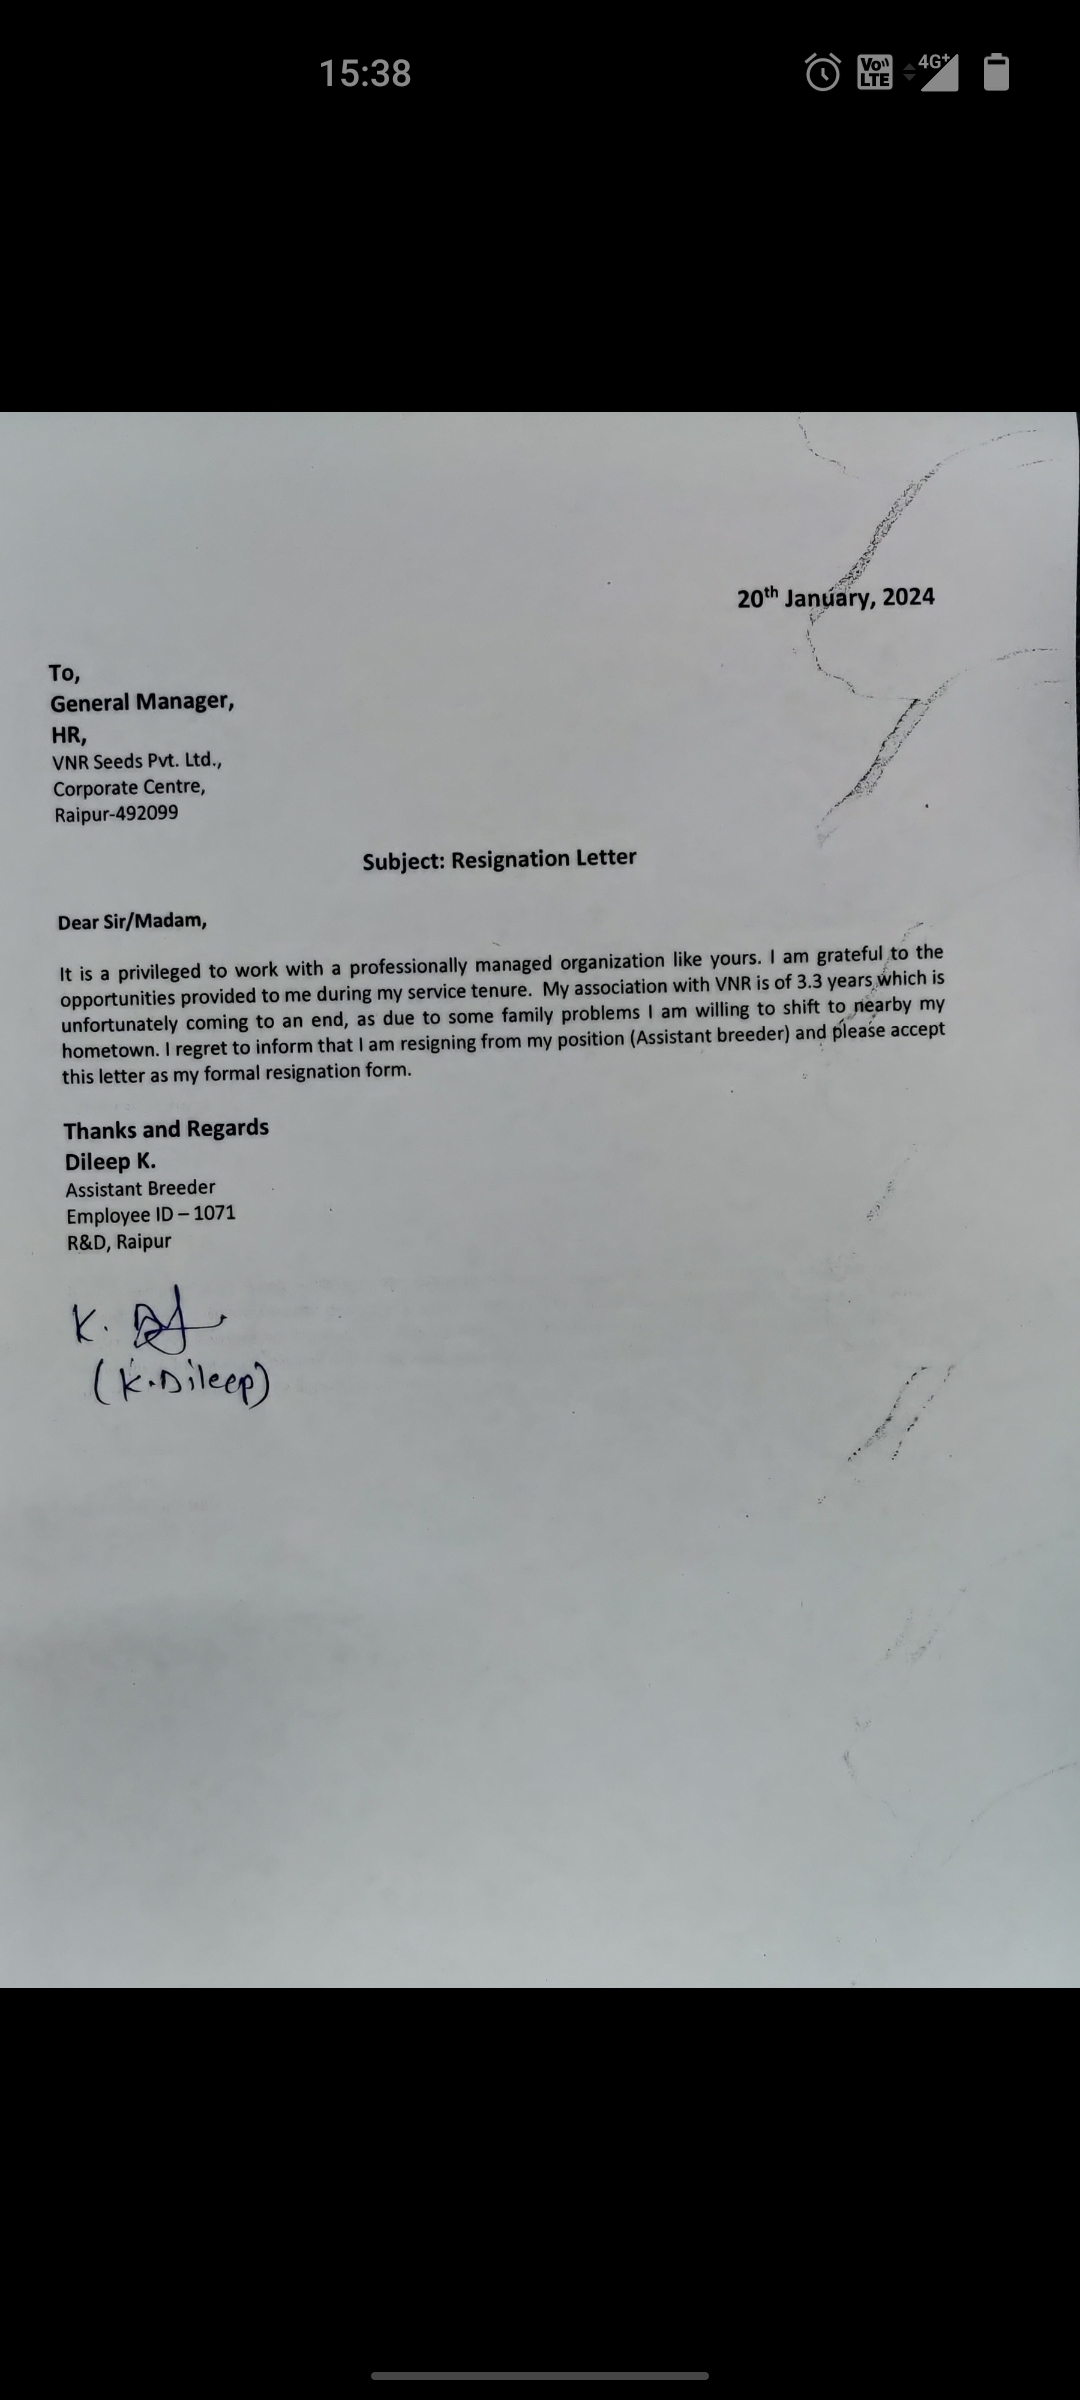 15:38
Vo)) LTE 4G+
20th January, 2024
To,
General Manager,
HR,
VNR Seeds Pvt. Ltd.,
Corporate Centre,
Raipur-492099
Subject: Resignation Letter
Dear Sir/Madam,
It is a privileged to work with a professionally managed organization like yours. I am grateful to the
opportunities provided to me during my service tenure. My association with VNR is of 3.3 years which is
unfortunately coming to an end, as due to some family problems I am willing to shift to nearby my
hometown. I regret to inform that I am resigning from my position (Assistant breeder) and please accept
this letter as my formal resignation form.
Thanks and Regards
Dileep K.
Assistant Breeder
Employee ID – 1071
R&D, Raipur
K.
(K.Dileep)